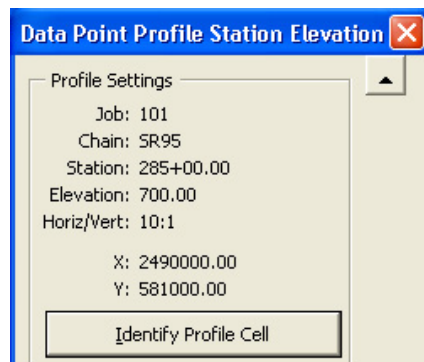 Data Point Profile Station Elevation
Profile Settings
Job: 101
Chain: SR95
Station: 285+00.00
Elevation: 700.00
Horiz/Vert: 10:1
X: 2490000.00
Y: 581000.00
Identify Profile Cell